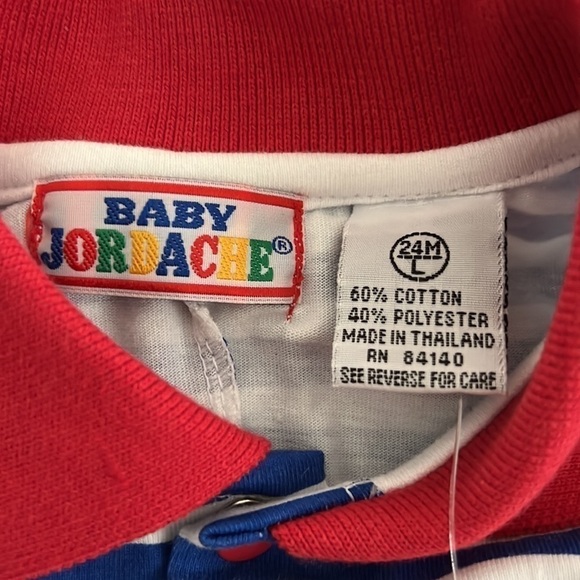 BABY
JORDACHE®
24M
L
60% COTTON
40% POLYESTER
MADE IN THAILAND
RN 84140
SEE REVERSE FOR CARE